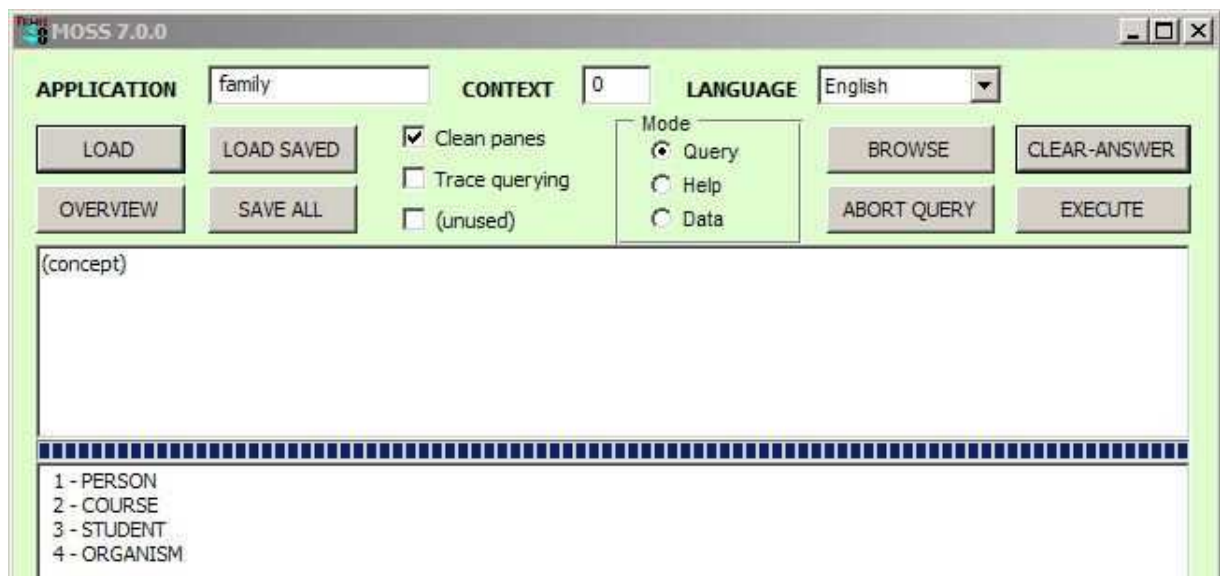 MOSS 7.0.0
APPLICATION family CONTEXT 0 LANGUAGE English
LOAD LOAD SAVED Clean panes Mode Query BROWSE CLEAR-ANSWER
Trace querying Help
OVERVIEW SAVE ALL (unused) Data ABORT QUERY EXECUTE
(concept)
1 - PERSON
2 - COURSE
3 - STUDENT
4 - ORGANISM